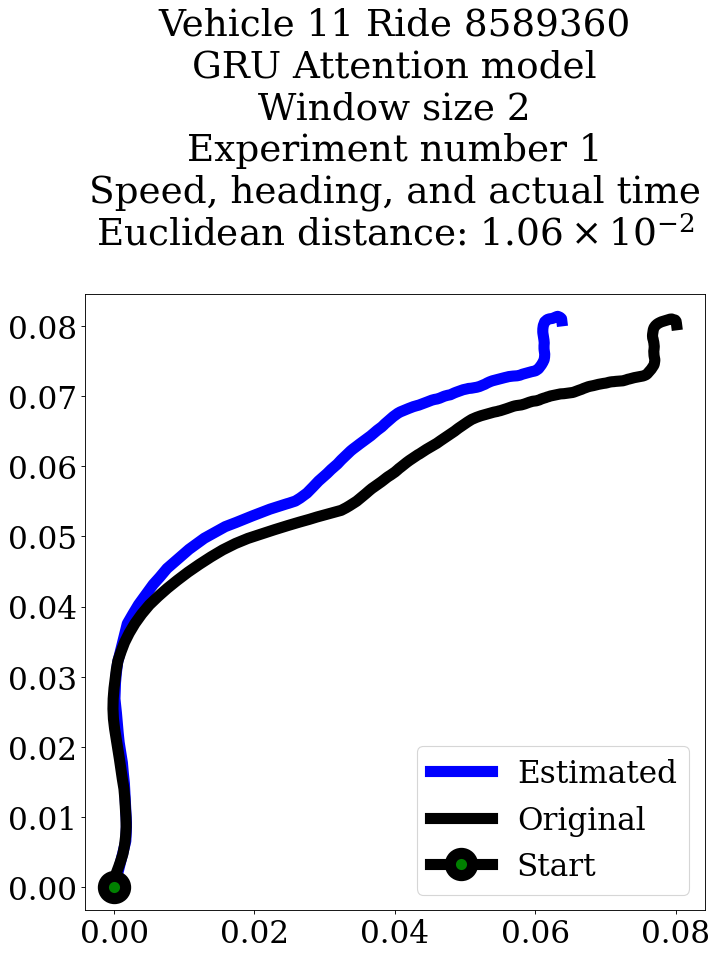 Vehicle 11 Ride 8589360
GRU Attention model
Window size 2
Experiment number 1
Speed, heading, and actual time
Euclidean distance: 1.06 × 10⁻²
0.08
0.07
0.06
0.05
0.04
0.03
0.02
0.01
0.00
Estimated
Original
Start
0.00 0.02 0.04 0.06 0.08